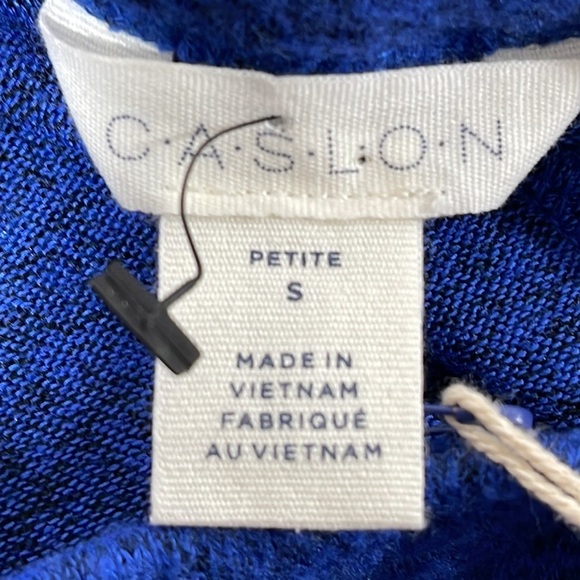 C·A·S·L·O·N
PETITE
S
MADE IN
VIETNAM
FABRIQUÉ
AU VIETNAM